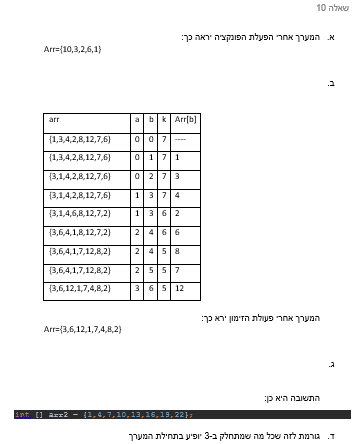 שאלה 10
א. המערך אחרי הפעלת הפונקציה יראה כך:
Arr={10,3,2,6,1}
ב.
arr a b k Arr[b]
{1,3,4,2,8,12,7,6} 0 0 7 ----
{1,3,4,2,8,12,7,6} 0 1 7 1
{3,1,4,2,8,12,7,6} 0 2 7 3
{3,1,4,2,8,12,7,6} 1 3 7 4
{3,1,4,6,8,12,7,2} 1 3 6 2
{3,6,4,1,8,12,7,2} 2 4 6 6
{3,6,4,1,7,12,8,2} 2 4 5 8
{3,6,4,1,7,12,8,2} 2 5 5 7
{3,6,12,1,7,4,8,2} 3 6 5 12
המערך אחרי פעולת הזימון ירא כך:
Arr={3,6,12,1,7,4,8,2}
ג.
התשובה היא כן:
int [] arr2 = {1,4,7,10,13,16,19,22};
ד. גורמת לזה שכל מה שמתחלק ב-3 יופיע בתחילת המערך